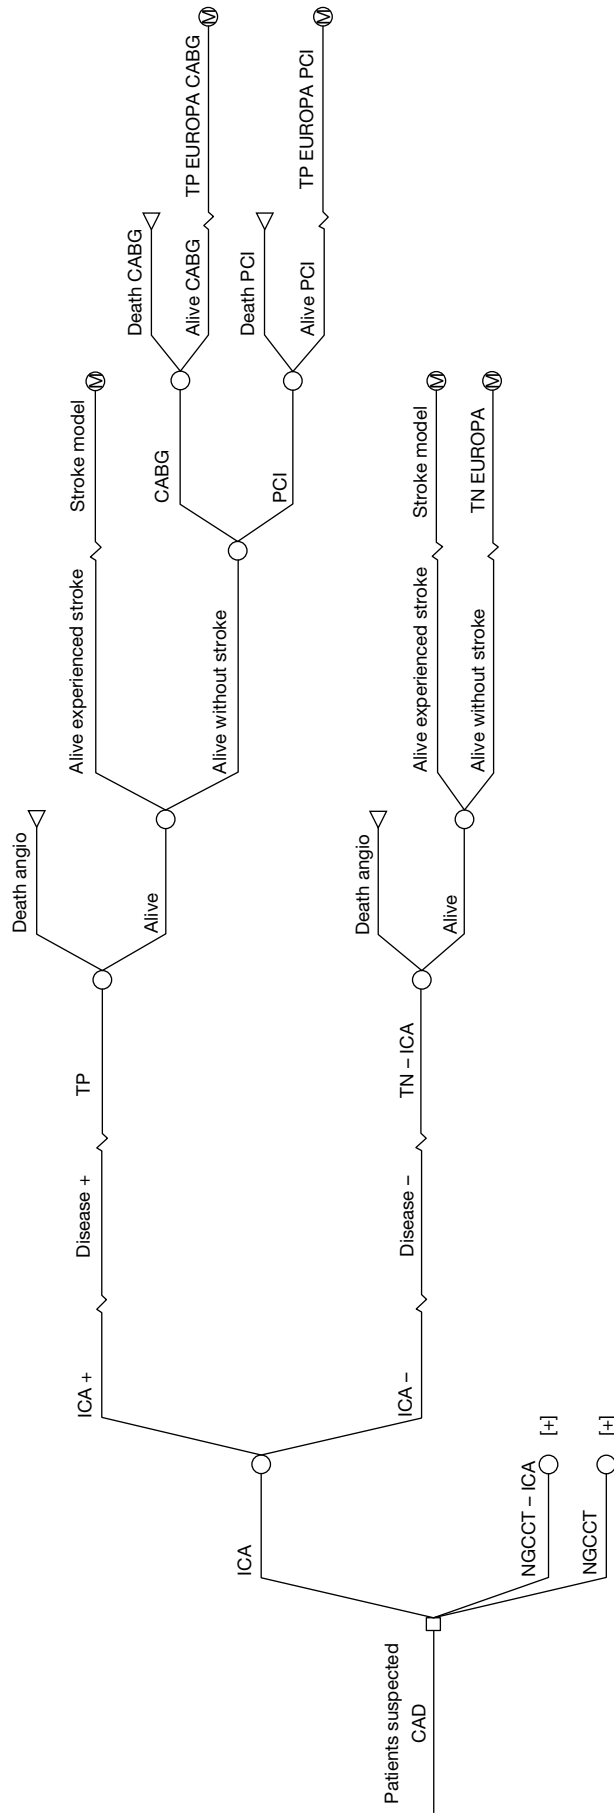 Patients suspected
CAD
ICA
ICA +
Disease +
TP
Death angio
Alive
Alive experienced stroke
Stroke model
M
Alive without stroke
CABG
Death CABG
Alive CABG
TP EUROPA CABG
M
PCI
Death PCI
Alive PCI
TP EUROPA PCI
M
ICA –
Disease –
TN – ICA
Death angio
Alive
Alive experienced stroke
Stroke model
M
Alive without stroke
TN EUROPA
M
NGCCT – ICA
[+]
NGCCT
[+]